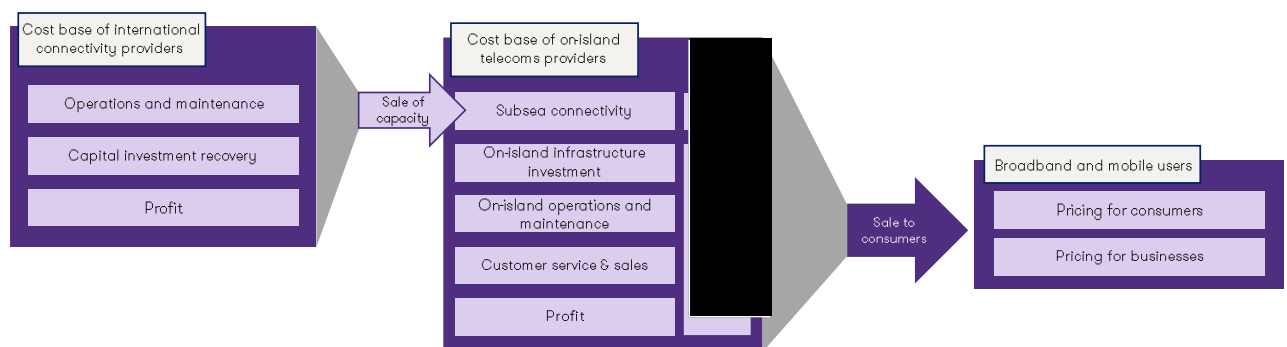 Cost base of international
connectivity providers
Operations and maintenance
Capital investment recovery
Profit
Sale of
capacity
Cost base of on-island
telecoms providers
Subsea connectivity
On-island infrastructure
investment
On-island operations and
maintenance
Customer service & sales
Profit
Sale to
consumers
Broadband and mobile users
Pricing for consumers
Pricing for businesses